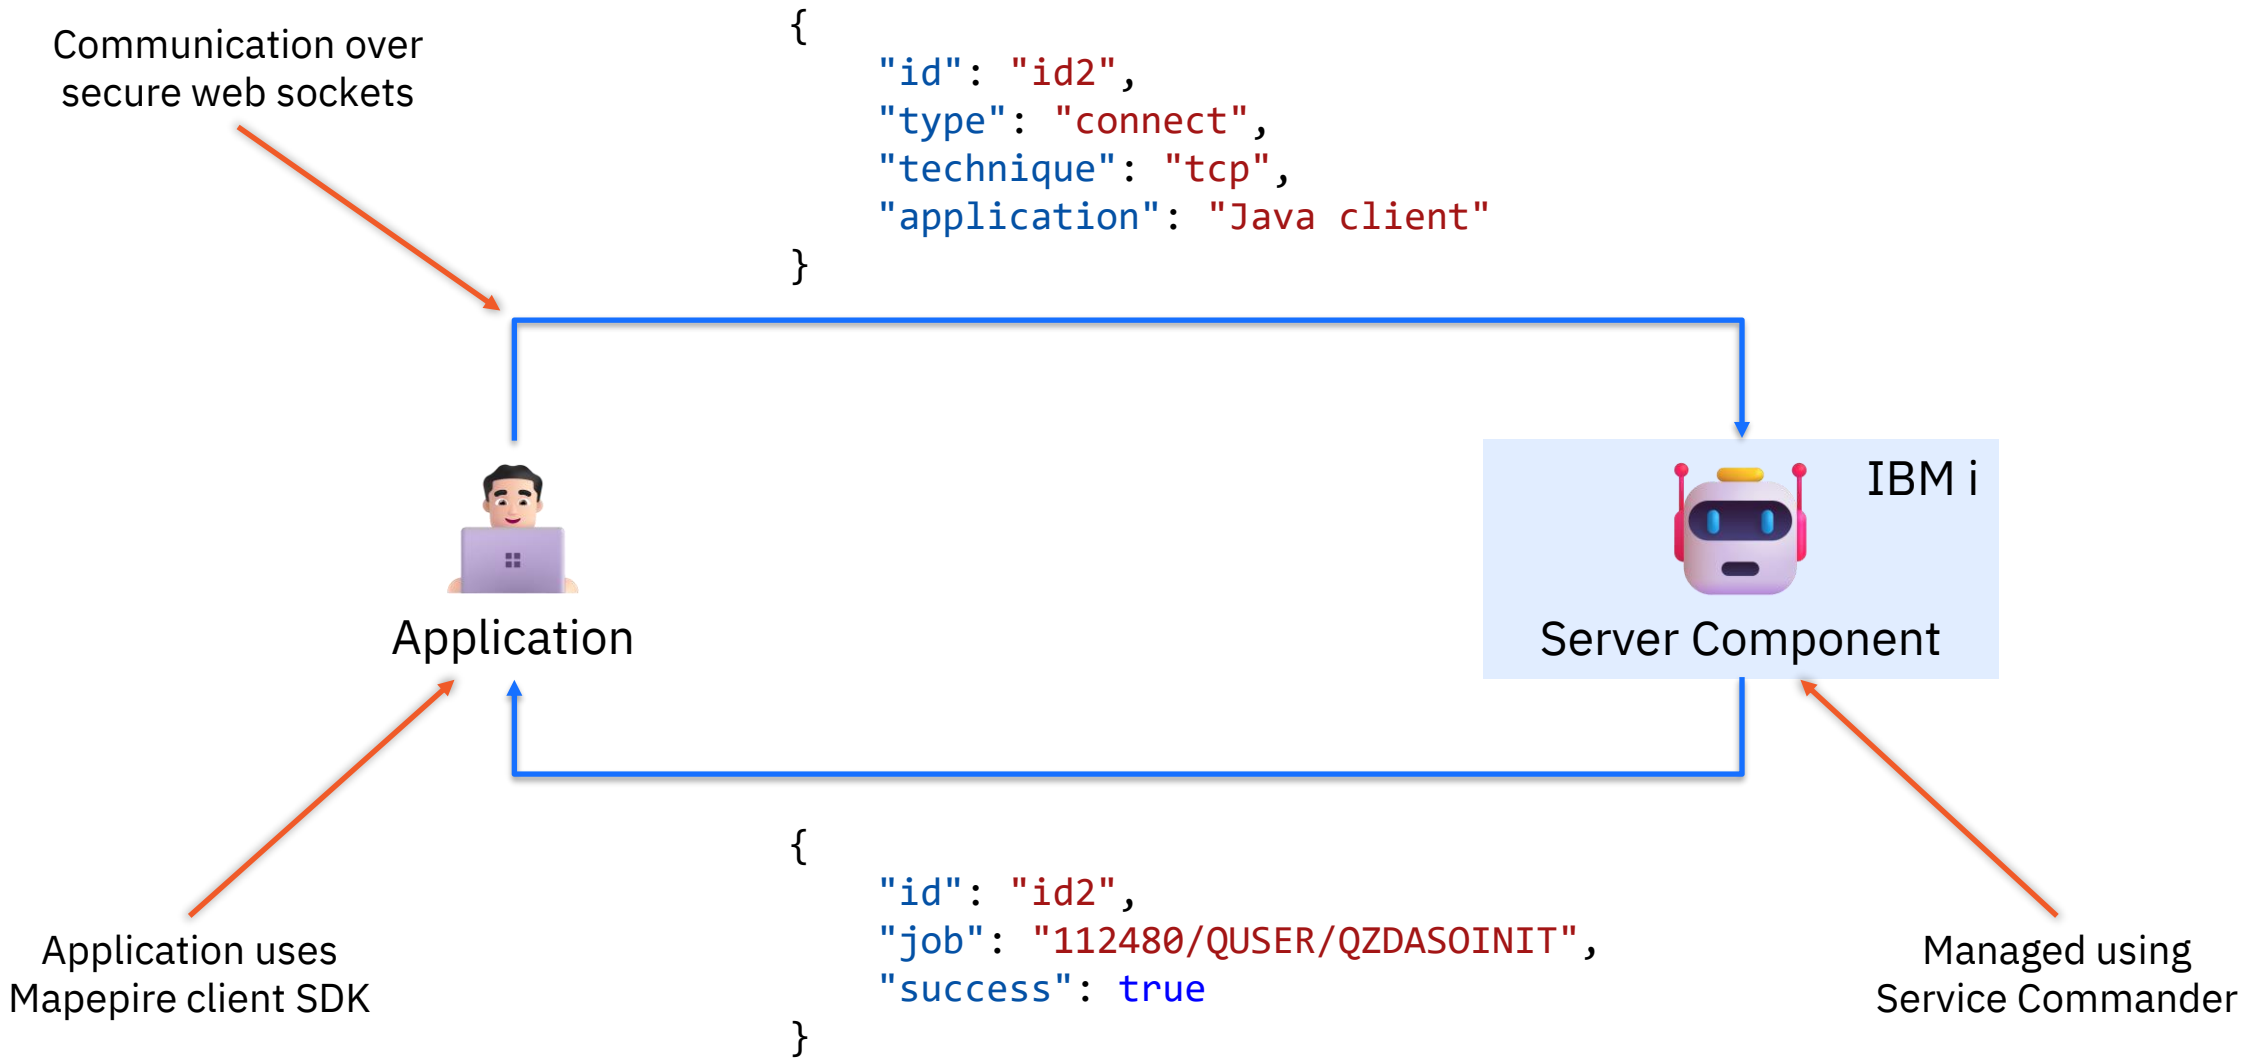 Communication over
secure web sockets
{
"id": "id2",
"type": "connect",
"technique": "tcp",
"application": "Java client"
}
IBM i
Application
Server Component
{
"id": "id2",
"job": "112480/QUSER/QZDASOINIT",
"success": true
}
Application uses
Mapepire client SDK
Managed using
Service Commander